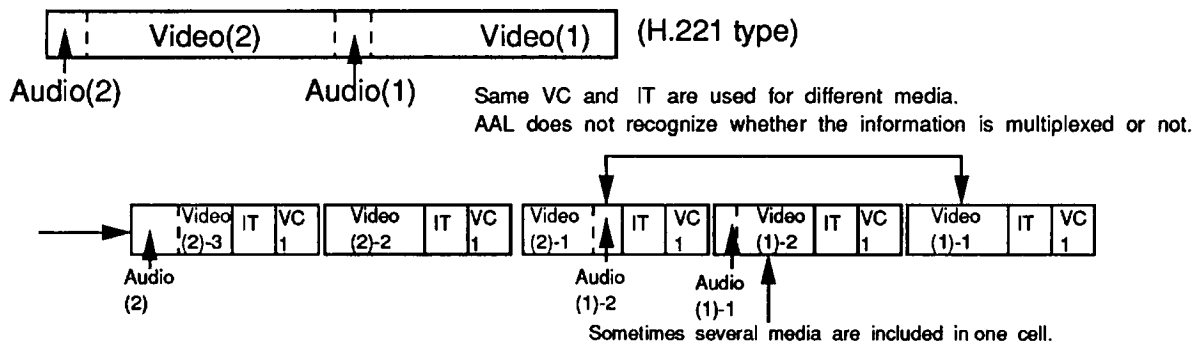 Video(2) Video(1) (H.221 type)
Audio(2) Audio(1)
Same VC and IT are used for different media.
AAL does not recognize whether the information is multiplexed or not.
Video (2)-3 IT VC 1 Video (2)-2 IT VC 1 Video (2)-1 IT VC 1 Video (1)-2 IT VC 1 Video (1)-1 IT VC 1
Audio (2) Audio (1)-2 Audio (1)-1
Sometimes several media are included in one cell.